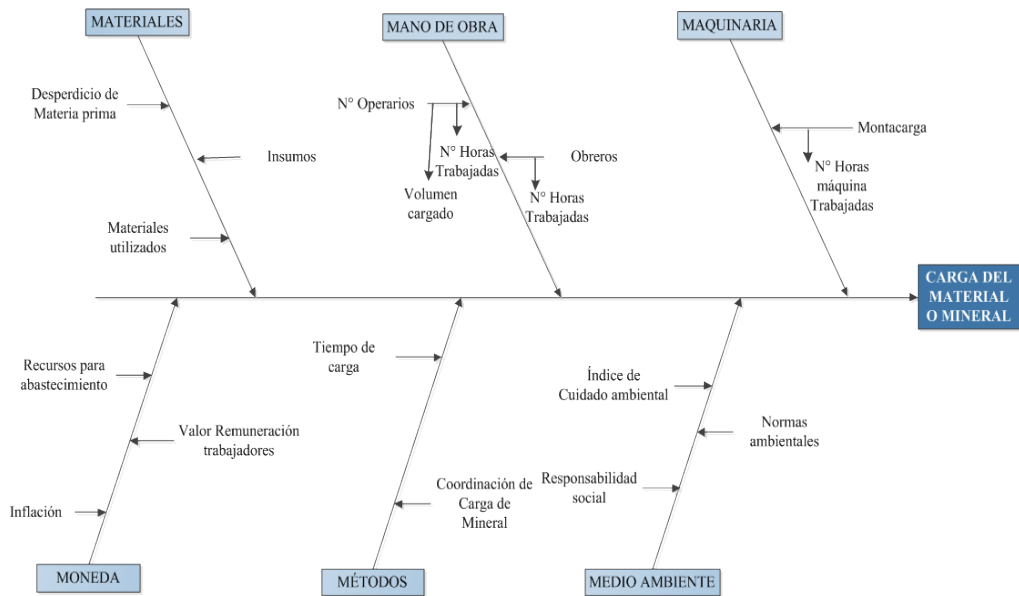 MATERIALES
MANO DE OBRA
MAQUINARIA
Desperdicio de
Materia prima
Insumos
Materiales
utilizados
N° Operarios
N° Horas
Trabajadas
Volumen
cargado
Obreros
N° Horas
Trabajadas
Montacarga
N° Horas
máquina
Trabajadas
CARGA DEL
MATERIAL
O MINERAL
Recursos para
abastecimiento
Valor Remuneración
trabajadores
Inflación
Tiempo de
carga
Coordinación de
Carga de
Mineral
Índice de
Cuidado ambiental
Normas
ambientales
Responsabilidad
social
MONEDA
MÉTODOS
MEDIO AMBIENTE